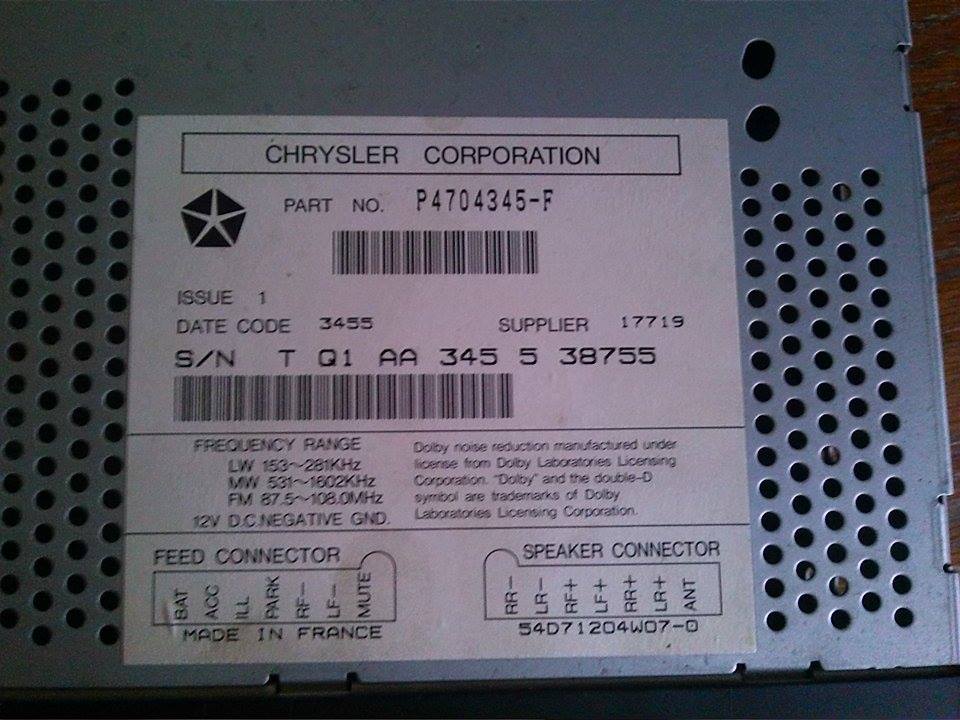 CHRYSLER CORPORATION
PART NO. P4704345-F
ISSUE 1
DATE CODE 3455 SUPPLIER 17719
S/N T Q1 AA 345 5 38755
FREQUENCY RANGE
LW 153~281KHz
MW 531~1602KHz
FM 87.5~108.0MHz
12V D.C.NEGATIVE GND.
Dolby noise reduction manufactured under
license from Dolby Laboratories Licensing
Corporation. "Dolby" and the double-D
symbol are trademarks of Dolby
Laboratories Licensing Corporation.
FEED CONNECTOR
BAT ACC ILL PARK RF- LF- MUTE
MADE IN FRANCE
SPEAKER CONNECTOR
RR- LR- RF+ LF+ RR+ LR+ ANT
54D71204W07-0